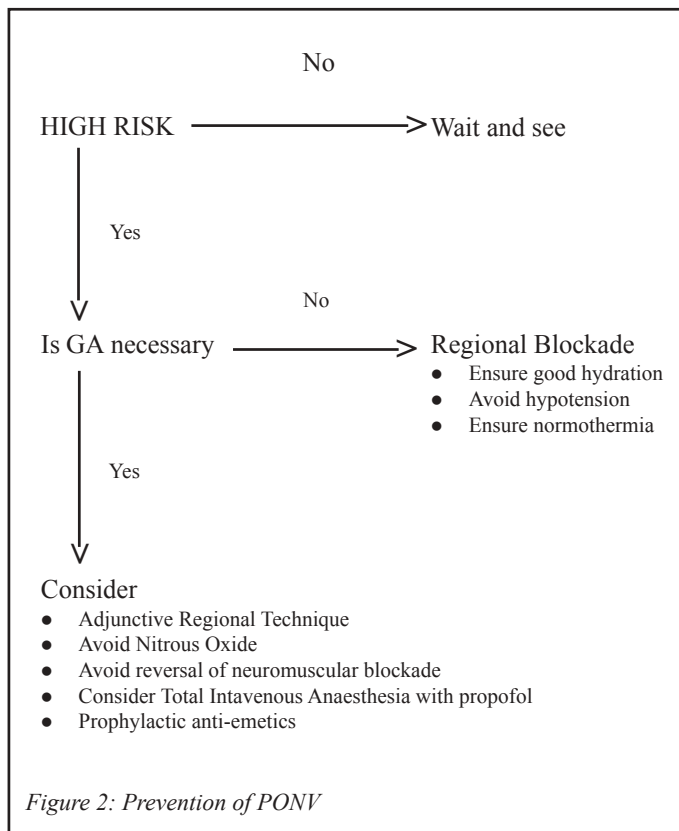 No
HIGH RISK
Wait and see
Yes
No
Is GA necessary
Regional Blockade
● Ensure good hydration
● Avoid hypotension
● Ensure normothermia
Yes
Consider
● Adjunctive Regional Technique
● Avoid Nitrous Oxide
● Avoid reversal of neuromuscular blockade
● Consider Total Intavenous Anaesthesia with propofol
● Prophylactic anti-emetics
Figure 2: Prevention of PONV